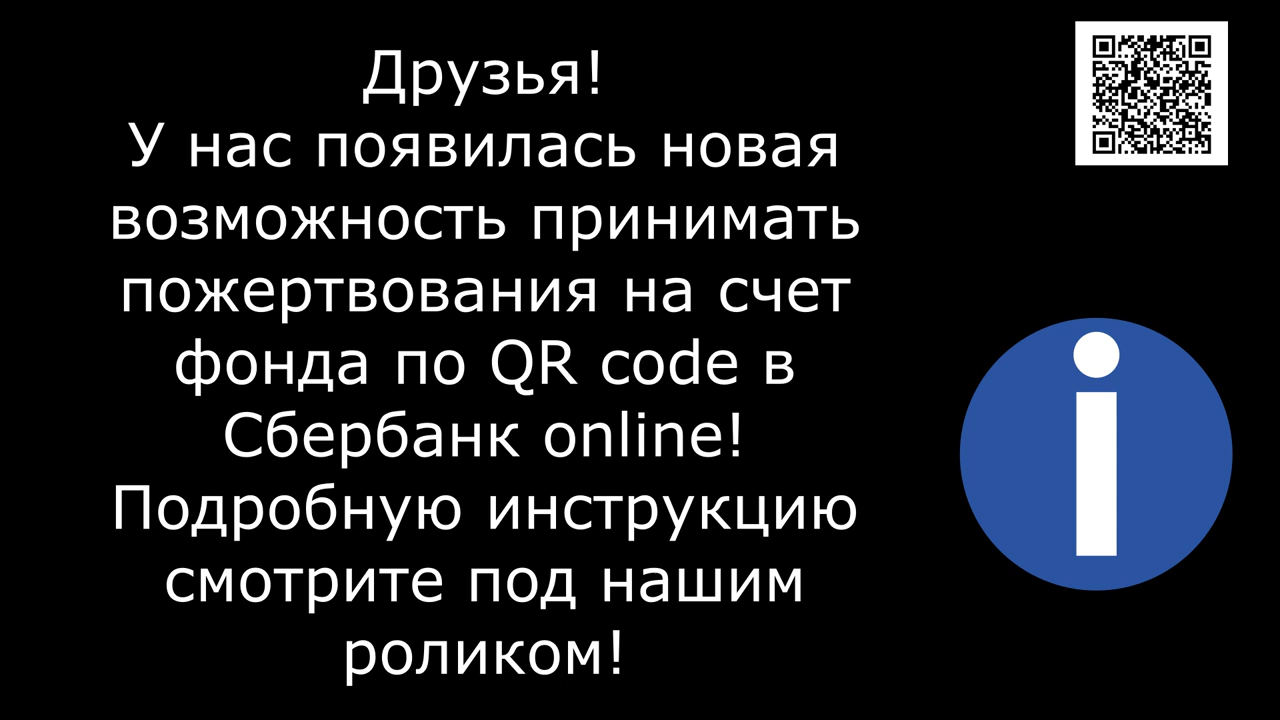 Друзья!
У нас появилась новая
возможность принимать
пожертвования на счет
фонда по QR code в
Сбербанк online!
Подробную инструкцию
смотрите под нашим
роликом!
i